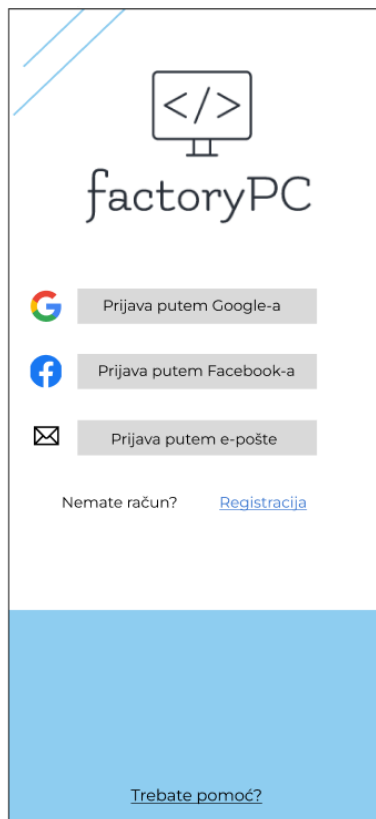 </>
factoryPC
Prijava putem Google-a
Prijava putem Facebook-a
Prijava putem e-pošte
Nemate račun? Registracija
Trebate pomoć?